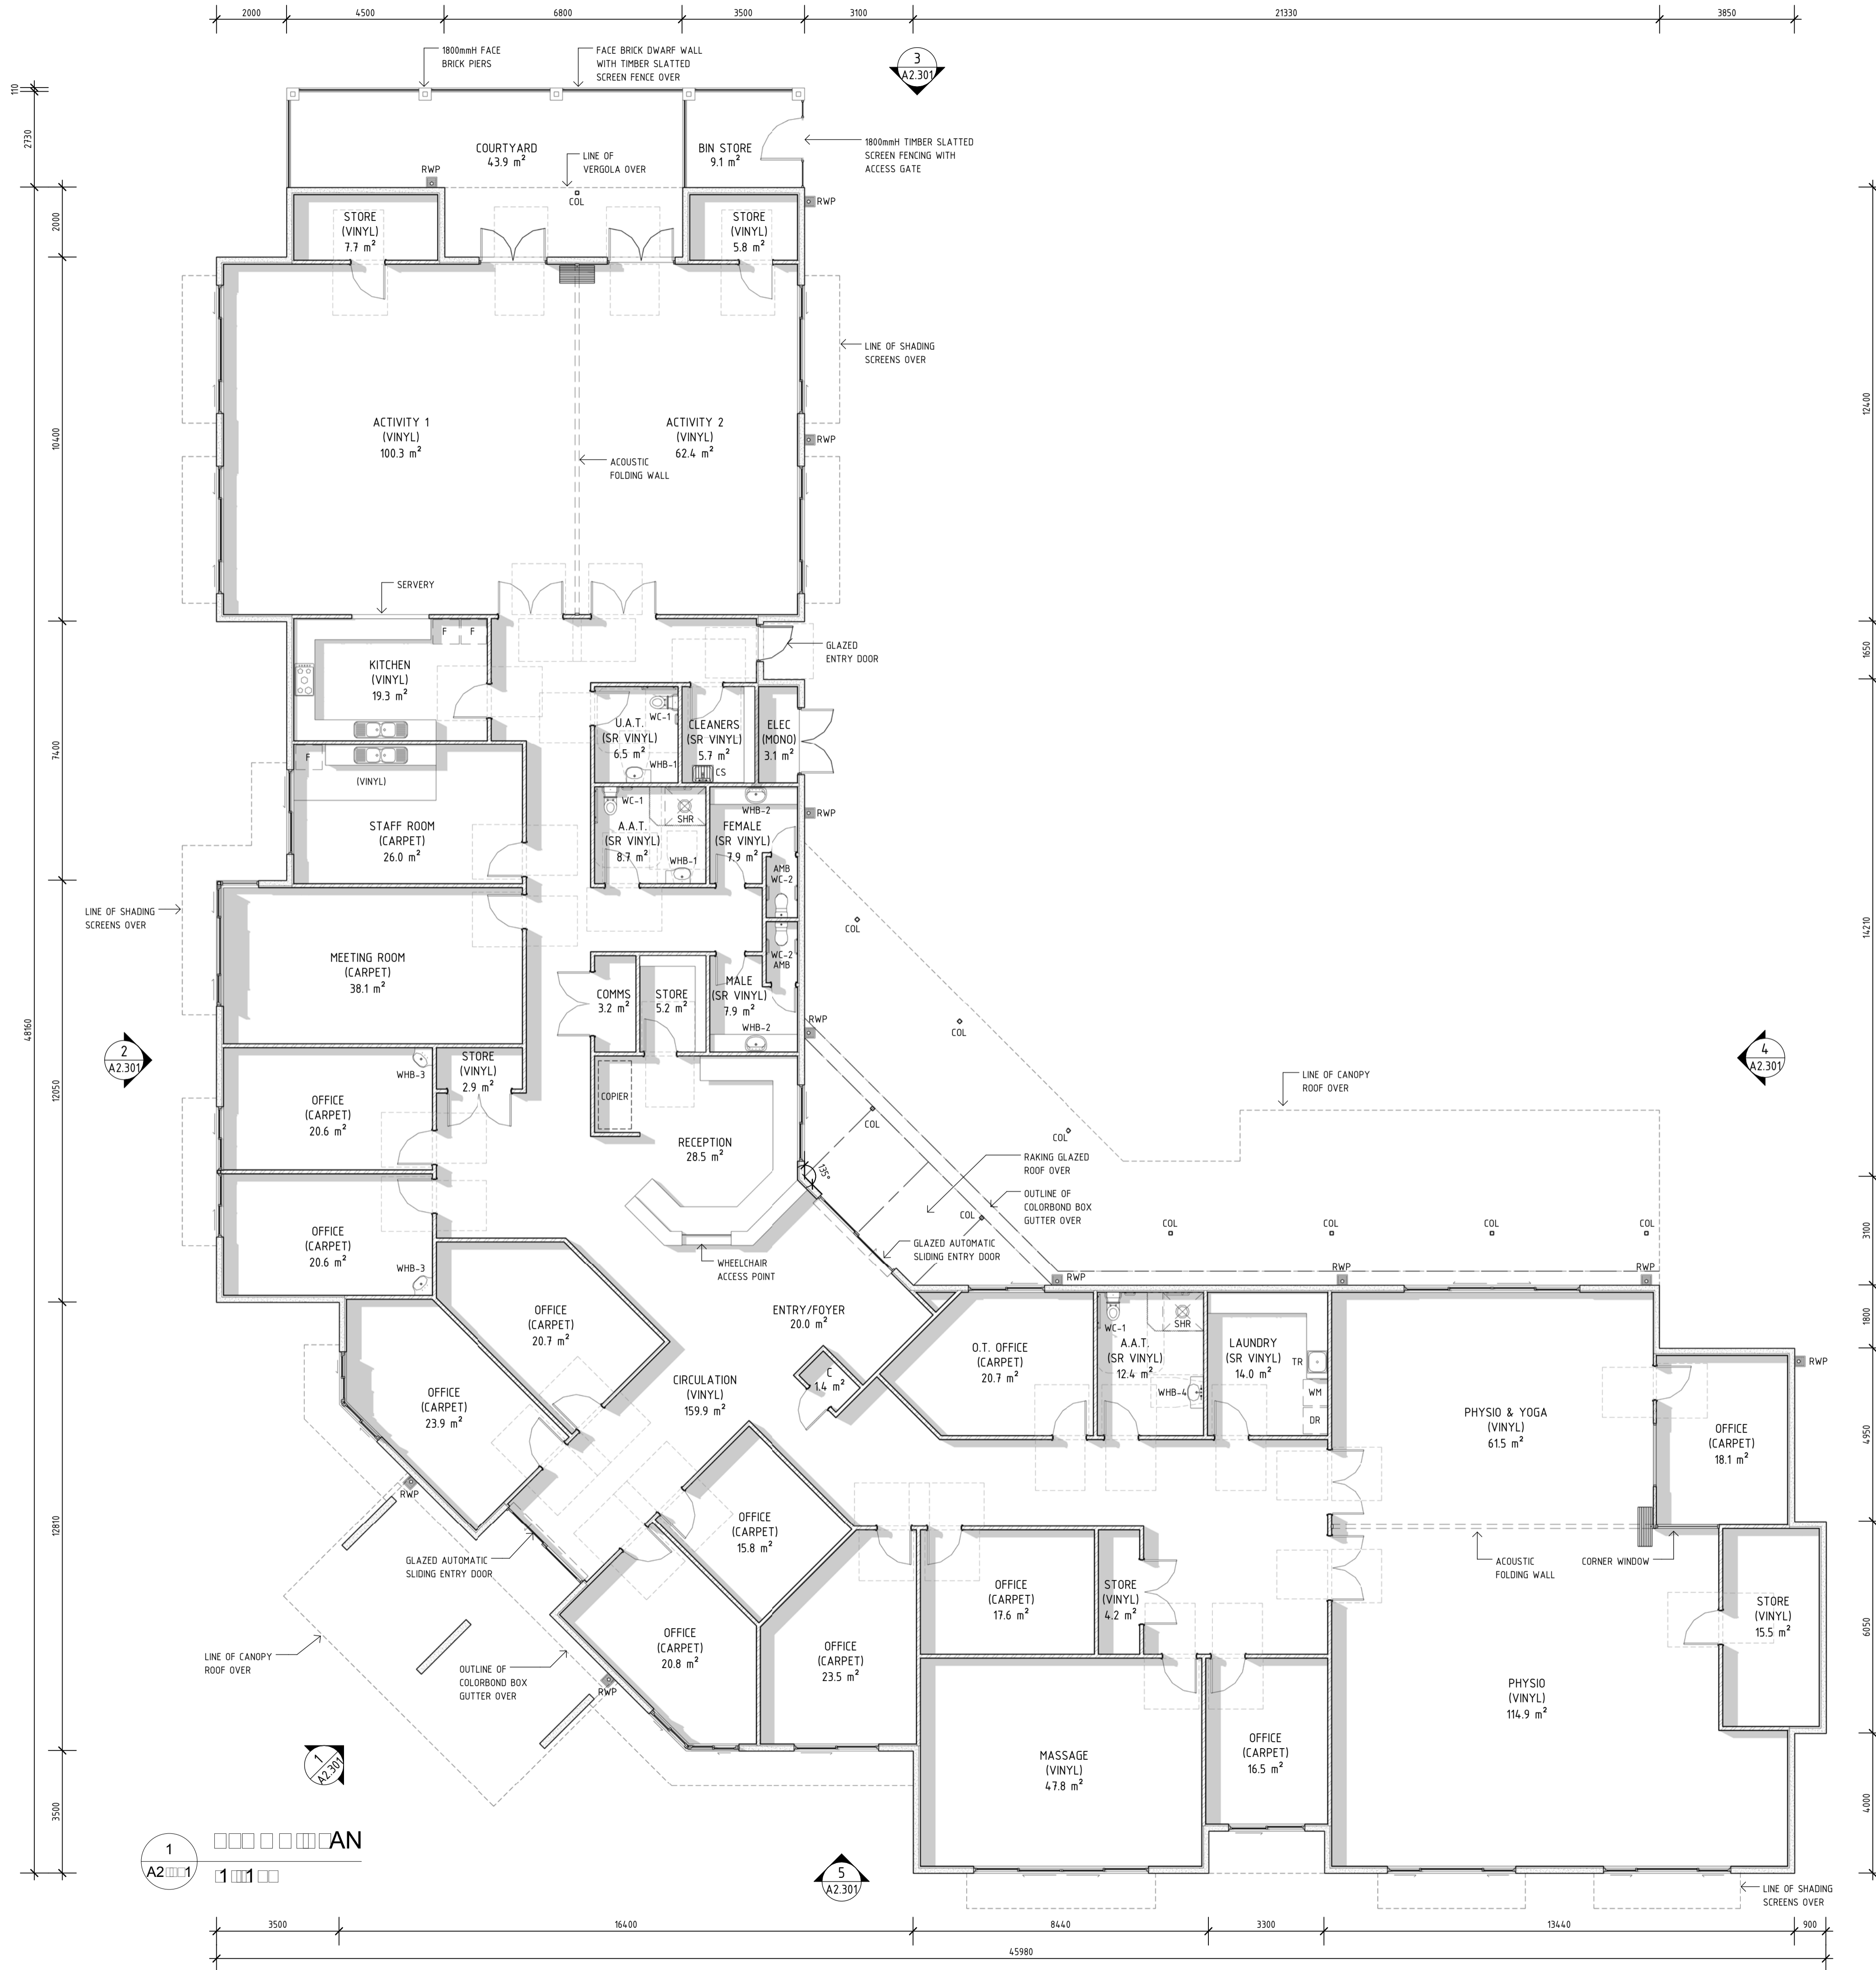 2000
4500
6800
3500
3100
21330
3850
1800mmH FACE
BRICK PIERS
FACE BRICK DWARF WALL
WITH TIMBER SLATTED
SCREEN FENCE OVER
3
A2.301
110
2730
COURTYARD
43.9 m²
LINE OF
VERGOLA OVER
BIN STORE
9.1 m²
1800mmH TIMBER SLATTED
SCREEN FENCING WITH
ACCESS GATE
RWP
COL
RWP
2000
STORE
(VINYL)
7.7 m²
STORE
(VINYL)
5.8 m²
LINE OF SHADING
SCREENS OVER
10400
12400
ACTIVITY 1
(VINYL)
100.3 m²
ACTIVITY 2
(VINYL)
62.4 m²
RWP
ACOUSTIC
FOLDING WALL
SERVERY
F
F
KITCHEN
(VINYL)
19.3 m²
GLAZED
ENTRY DOOR
1650
7400
U.A.T.
(SR VINYL)
6.5 m²
WC-1
WHB-1
CLEANERS
(SR VINYL)
5.7 m²
CS
ELEC
(MONO)
3.1 m²
F
(VINYL)
STAFF ROOM
(CARPET)
26.0 m²
WC-1
SHR
A.A.T.
(SR VINYL)
8.7 m²
WHB-1
WHB-2
FEMALE
(SR VINYL)
7.9 m²
AMB
WC-2
RWP
LINE OF SHADING
SCREENS OVER
MEETING ROOM
(CARPET)
38.1 m²
WC-2
AMB
MALE
(SR VINYL)
7.9 m²
WHB-2
COMMS
3.2 m²
STORE
5.2 m²
RWP
COL
COL
14210
48160
2
A2.301
4
A2.301
12050
WHB-3
OFFICE
(CARPET)
20.6 m²
STORE
(VINYL)
2.9 m²
COPIER
RECEPTION
28.5 m²
COL
COL
LINE OF CANOPY
ROOF OVER
135°
RAKING GLAZED
ROOF OVER
OUTLINE OF
COLORBOND BOX
GUTTER OVER
COL
COL
COL
COL
COL
3100
OFFICE
(CARPET)
20.6 m²
WHB-3
WHEELCHAIR
ACCESS POINT
GLAZED AUTOMATIC
SLIDING ENTRY DOOR
RWP
RWP
RWP
OFFICE
(CARPET)
20.7 m²
ENTRY/FOYER
20.0 m²
1800
O.T. OFFICE
(CARPET)
20.7 m²
WC-1
SHR
A.A.T.
(SR VINYL)
12.4 m²
WHB-4
LAUNDRY
(SR VINYL)
14.0 m²
TR
WM
DR
RWP
OFFICE
(CARPET)
23.9 m²
CIRCULATION
(VINYL)
159.9 m²
C
1.4 m²
PHYSIO & YOGA
(VINYL)
61.5 m²
OFFICE
(CARPET)
18.1 m²
4950
12810
RWP
GLAZED AUTOMATIC
SLIDING ENTRY DOOR
OFFICE
(CARPET)
15.8 m²
ACOUSTIC
FOLDING WALL
CORNER WINDOW
OFFICE
(CARPET)
17.6 m²
STORE
(VINYL)
4.2 m²
STORE
(VINYL)
15.5 m²
6050
LINE OF CANOPY
ROOF OVER
OUTLINE OF
COLORBOND BOX
GUTTER OVER
RWP
OFFICE
(CARPET)
20.8 m²
OFFICE
(CARPET)
23.5 m²
PHYSIO
(VINYL)
114.9 m²
MASSAGE
(VINYL)
47.8 m²
OFFICE
(CARPET)
16.5 m²
1
A2.301
3500
4000
1
A2
1
AN
1
1
5
A2.301
LINE OF SHADING
SCREENS OVER
3500
16400
8440
3300
13440
900
45980